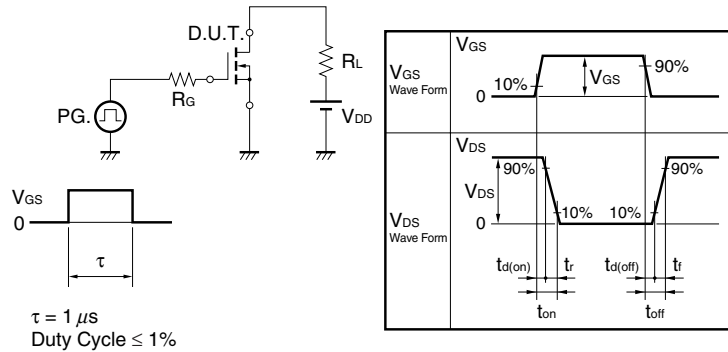 D.U.T.
RL
RG
PG.
VDD
VGS
0
τ
τ = 1 μs
Duty Cycle ≤ 1%
VGS
Wave Form
VGS
10%
VGS
90%
0
VDS
Wave Form
VDS
90%
VDS
10%
10%
90%
0
td(on)
tr
td(off)
tf
ton
toff